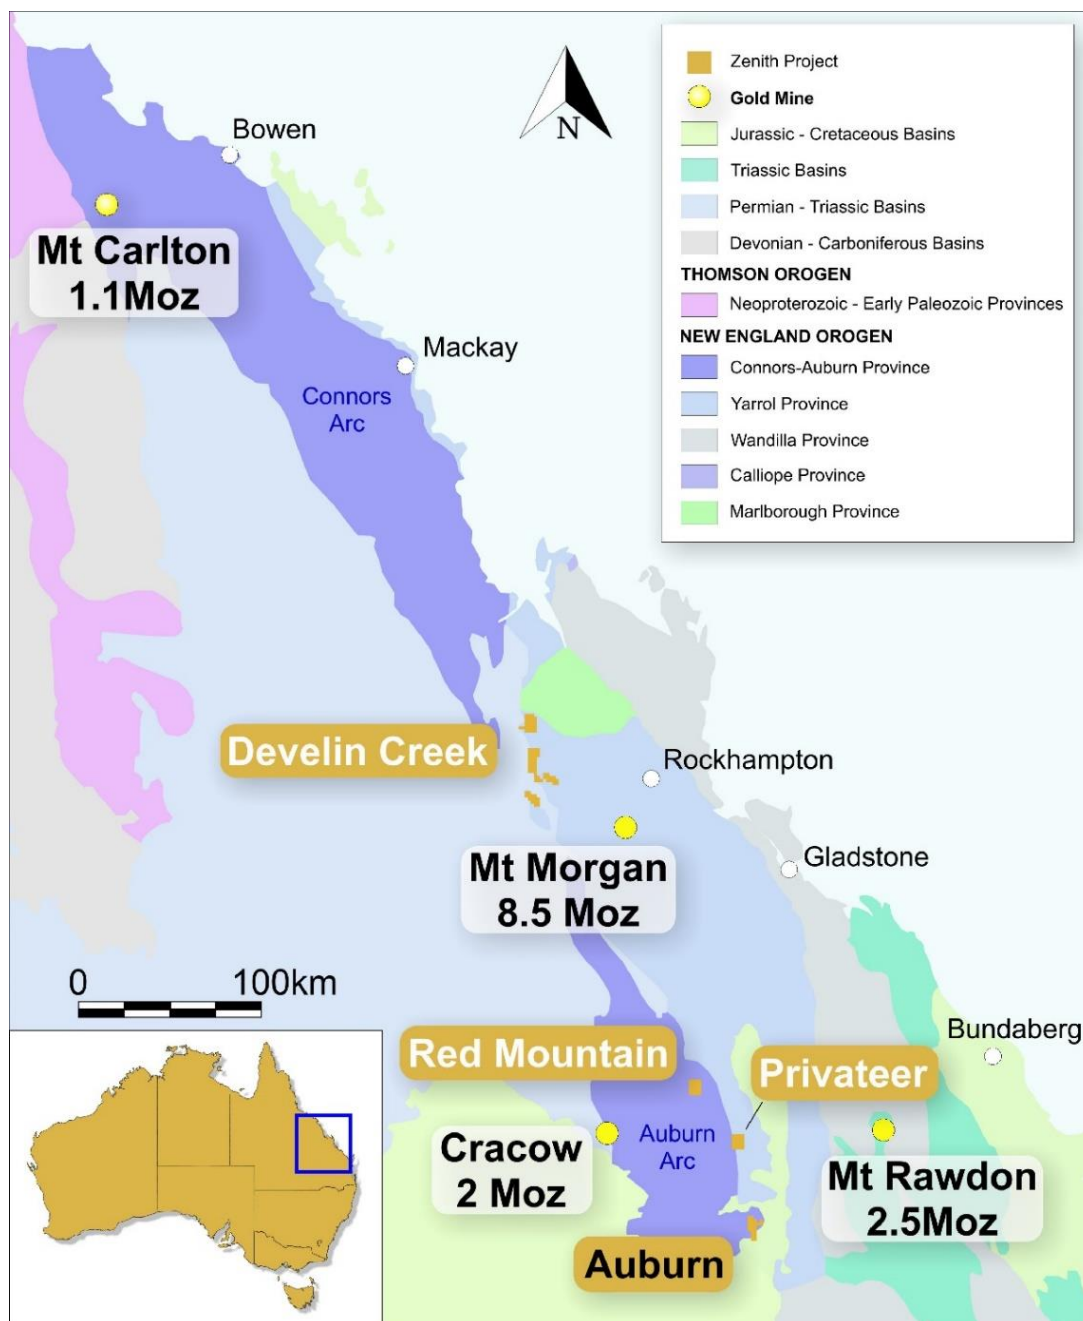 Zenith Project
Gold Mine
Jurassic - Cretaceous Basins
Triassic Basins
Permian - Triassic Basins
Devonian - Carboniferous Basins
THOMSON OROGEN
Neoproterozoic - Early Paleozoic Provinces
NEW ENGLAND OROGEN
Connors-Auburn Province
Yarrol Province
Wandilla Province
Calliope Province
Marlborough Province
N
Bowen
Mt Carlton
1.1Moz
Mackay
Connors
Arc
Develin Creek
Rockhampton
Mt Morgan
8.5 Moz
Gladstone
0 100km
Bundaberg
Red Mountain
Privateer
Cracow
2 Moz
Auburn
Arc
Mt Rawdon
2.5Moz
Auburn